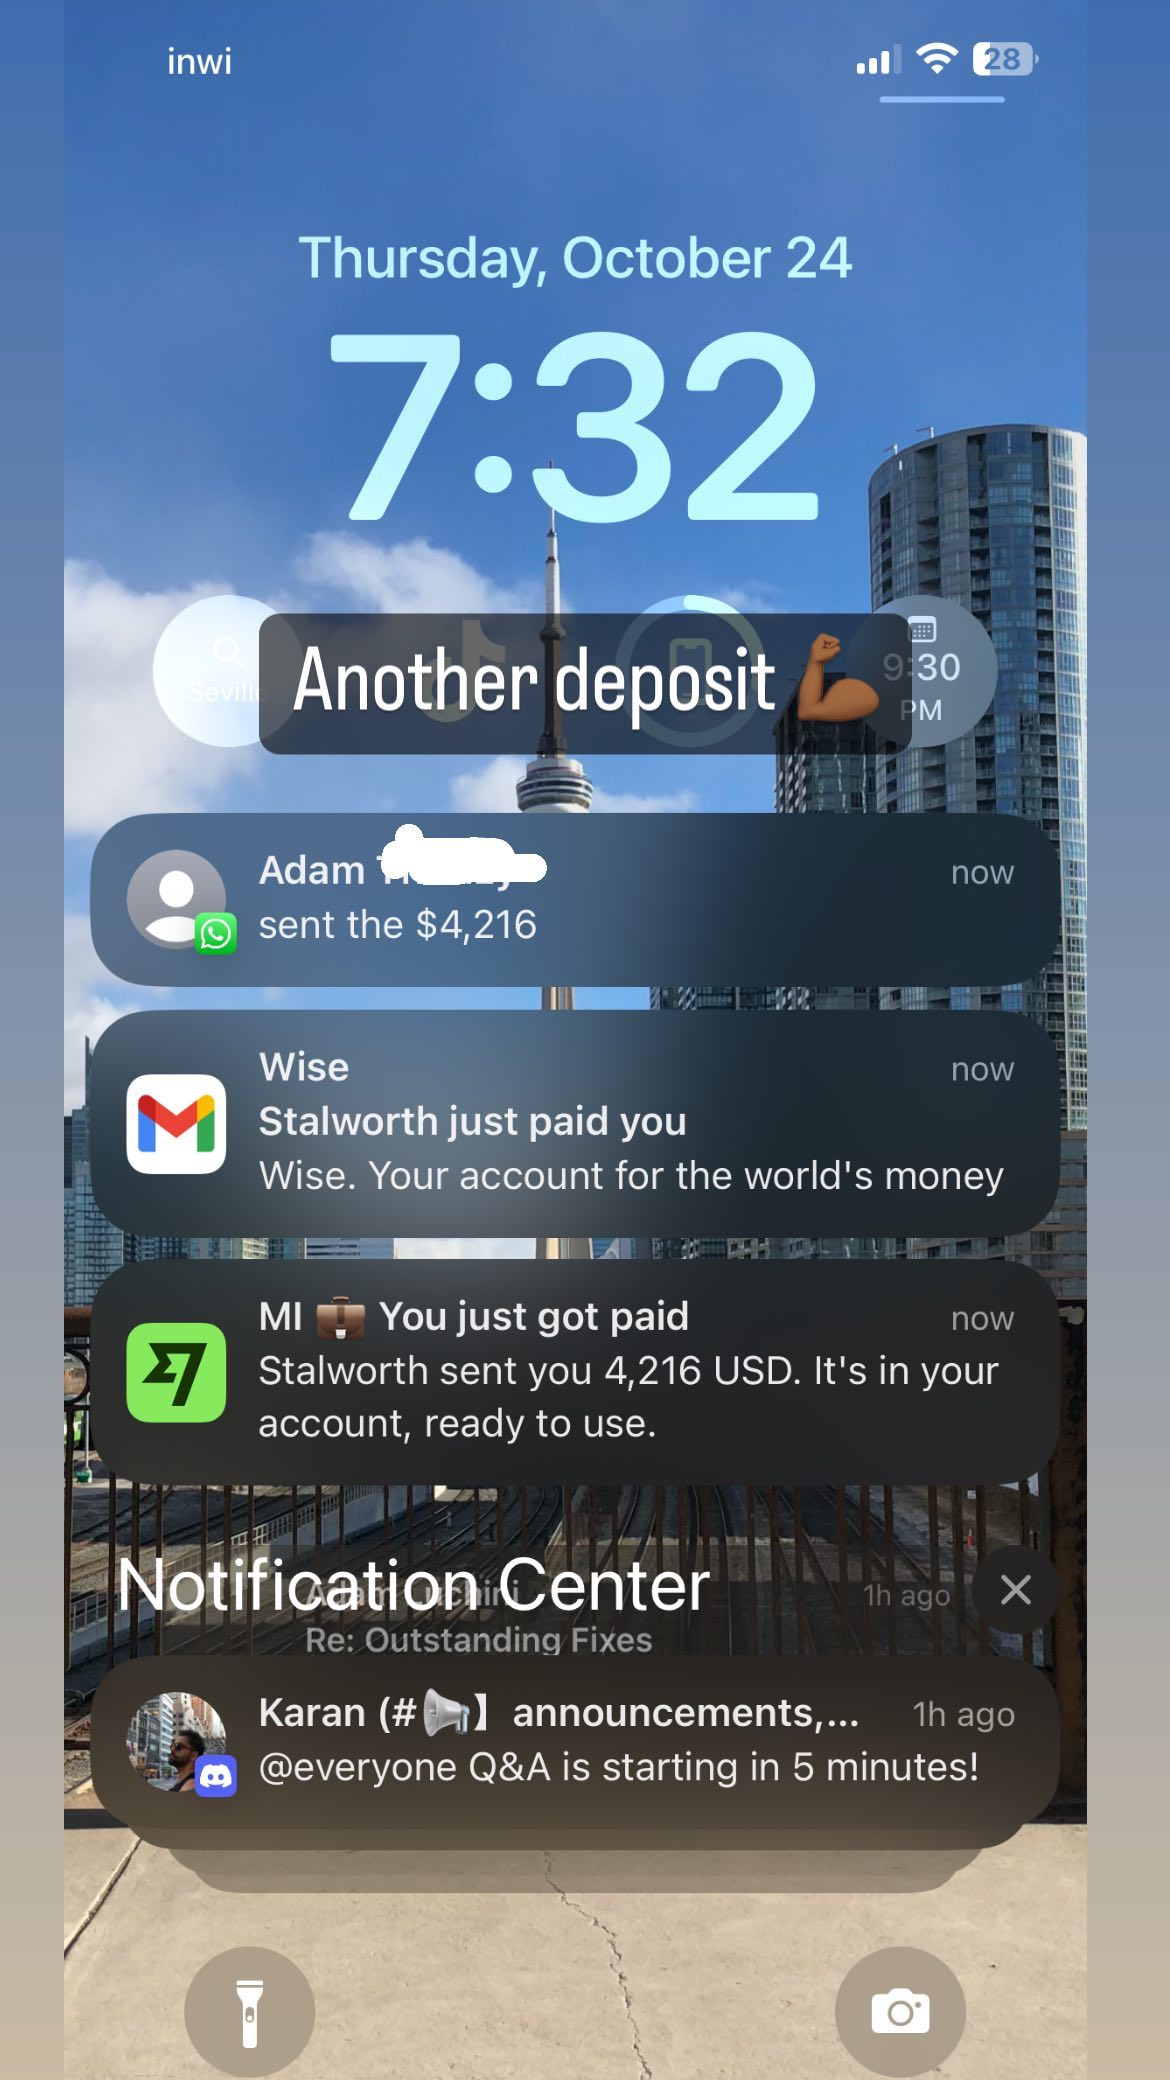 inwi
28
Thursday, October 24
7:32
Seville
Another deposit 💪🏾
9:30
PM
Adam
now
sent the $4,216
Wise
now
Stalworth just paid you
Wise. Your account for the world's money
MI 💼 You just got paid
now
Stalworth sent you 4,216 USD. It's in your
account, ready to use.
Notification Center
1h ago
Re: Outstanding Fixes
Karan (#📢】 announcements,...
1h ago
@everyone Q&A is starting in 5 minutes!